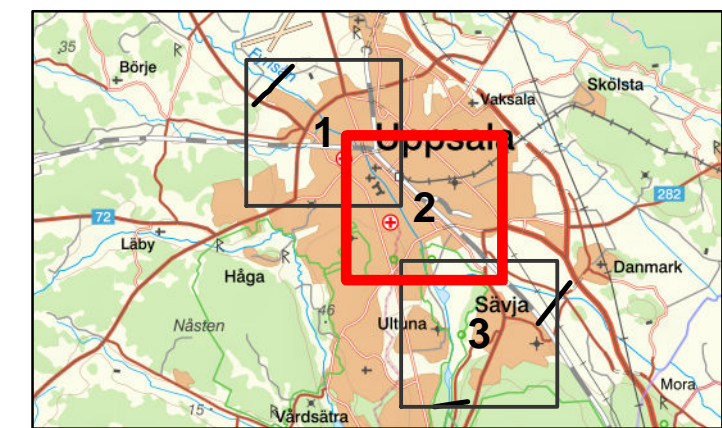 35
Börje
Fyrisån
Skölsta
Vaksala
1
Uppsala
282
2
72
Läby
Håga
Danmark
Sävja
46
Nåsten
Ultuna
3
Mora
15
Vårdsätra